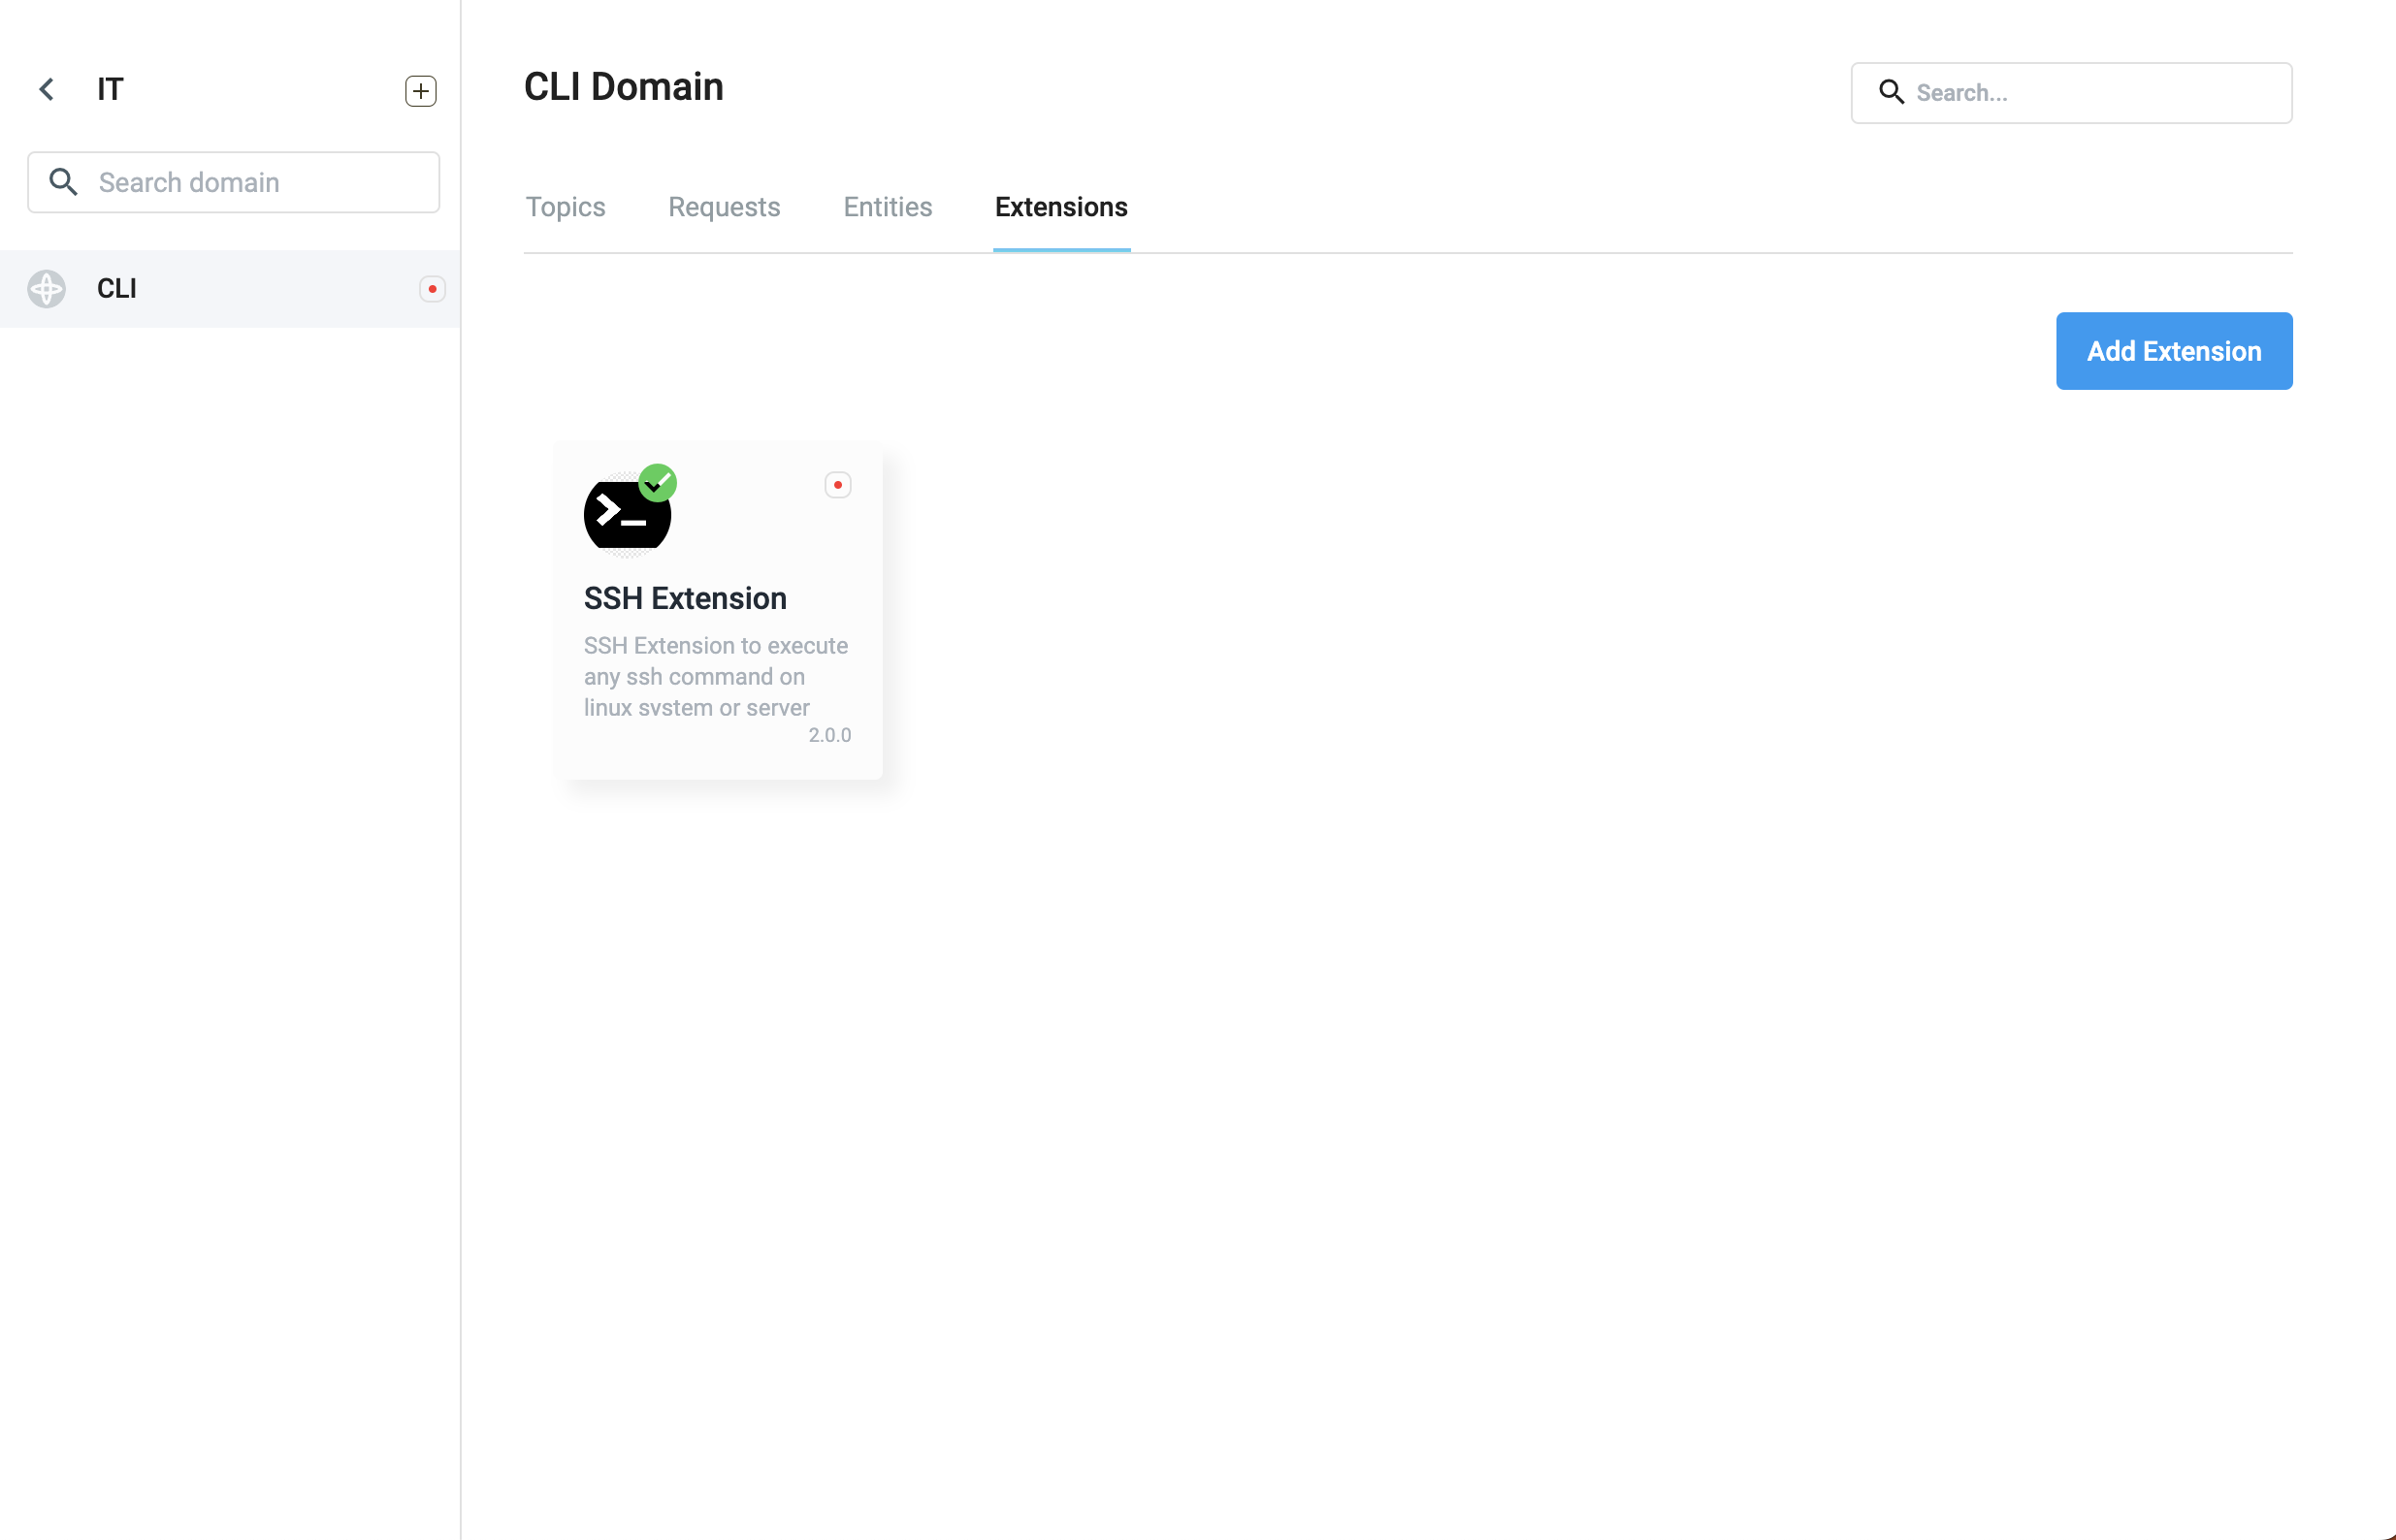 IT
Search domain
CLI
CLI Domain
Search...
Topics Requests Entities Extensions
Add Extension
SSH Extension
SSH Extension to execute
any ssh command on
linux system or server
2.0.0